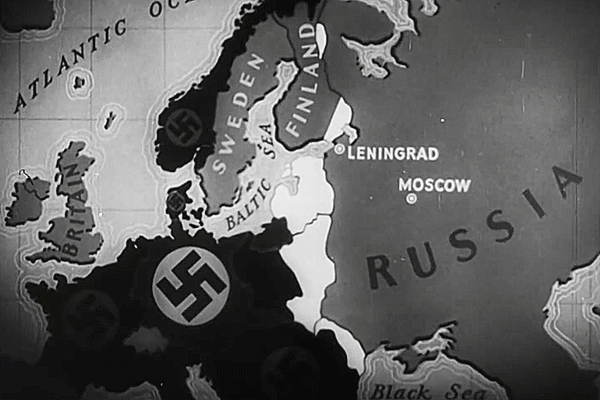 ATLANTIC OC
SWEDEN
FINLAND
BALTIC SEA
LENINGRAD
MOSCOW
BRITAIN
RUSSIA
Black Sea